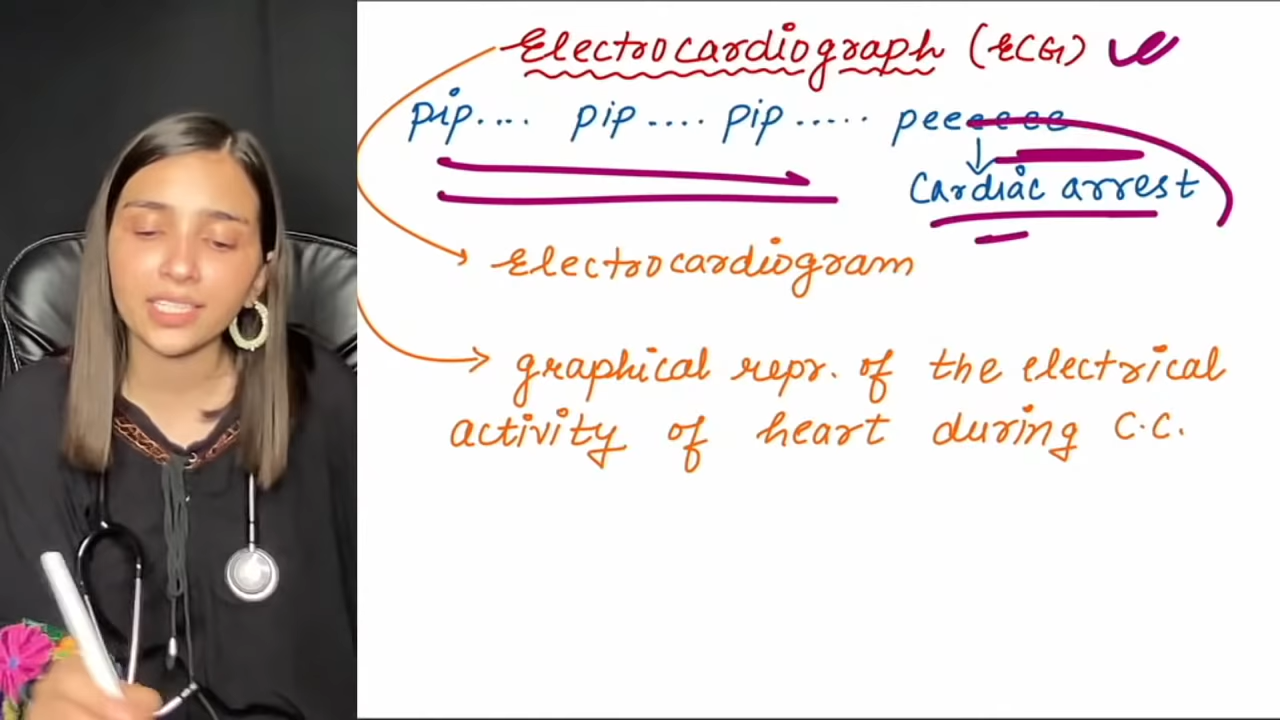 Electrocardiograph (ECG)
pip.... pip.... pip..... peeeeee
cardiac arrest
Electrocardiogram
graphical repr. of the electrical
activity of heart during C.C.